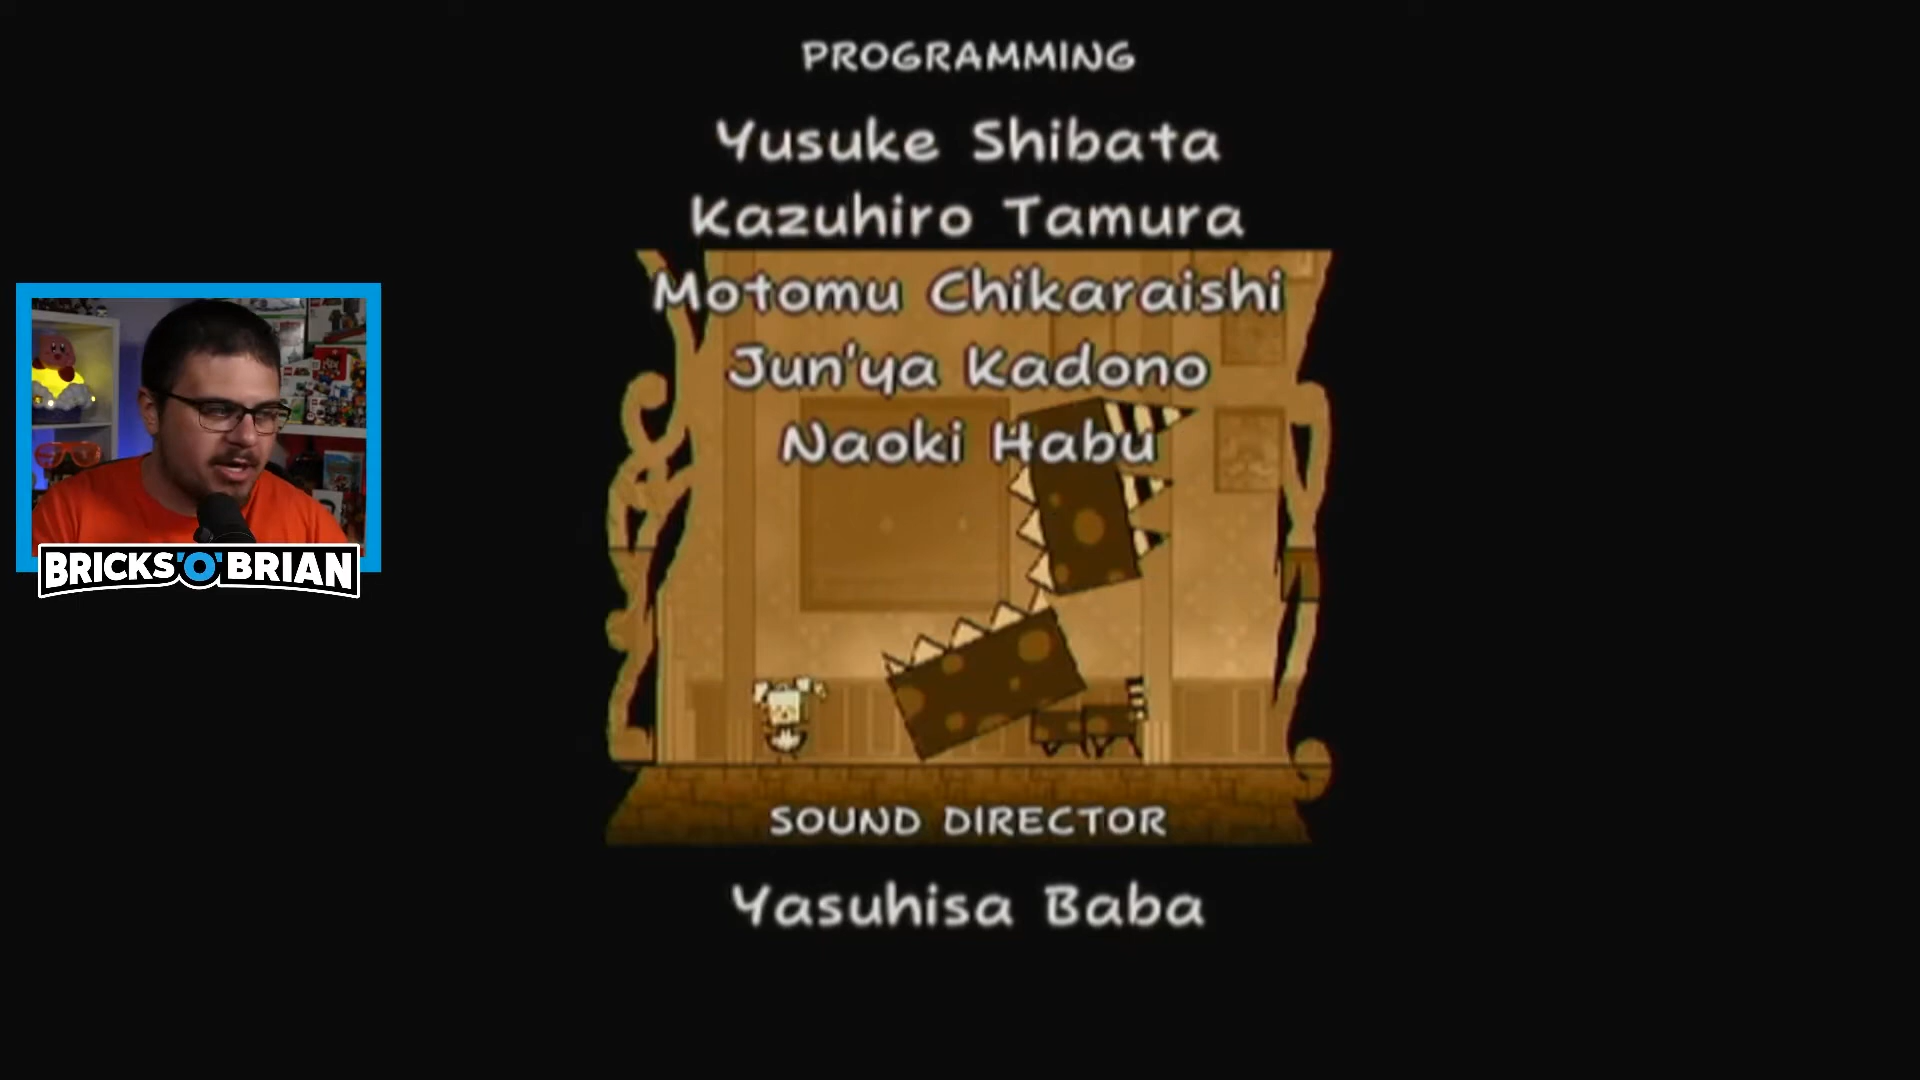 PROGRAMMING
Yusuke Shibata
Kazuhiro Tamura
Motomu Chikaraishi
Jun'ya Kadono
Naoki Habu
BRICKS'O'BRIAN
SOUND DIRECTOR
Yasuhisa Baba